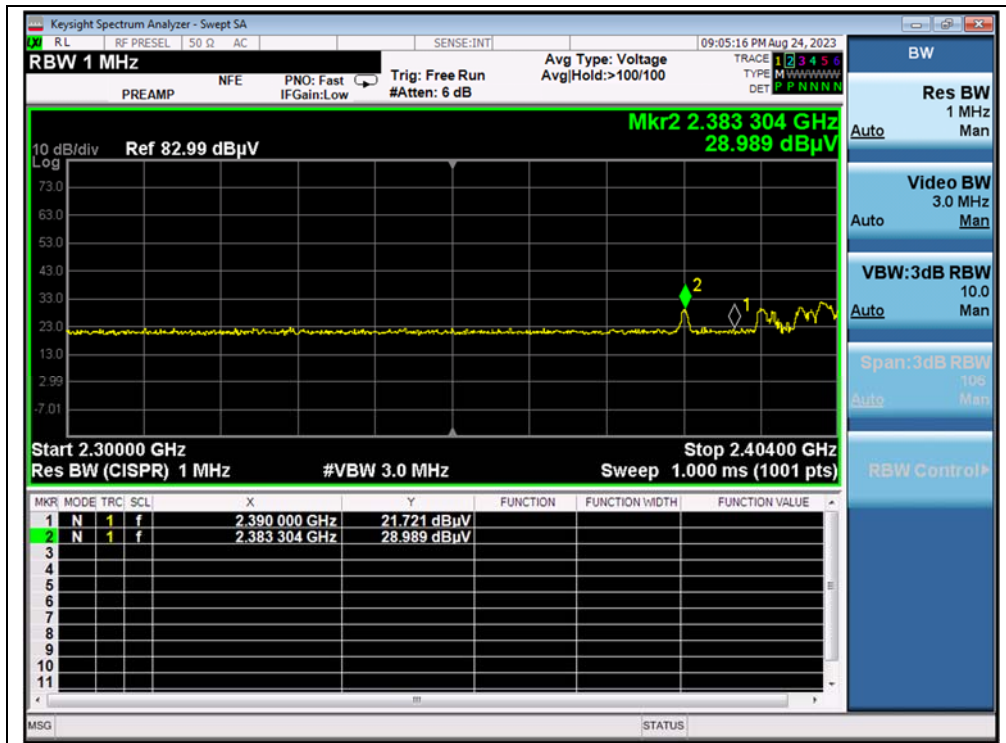 Keysight Spectrum Analyzer - Swept SA
LXI RL RF PRESEL 50 Ω AC SENSE:INT 09:05:16 PM Aug 24, 2023
RBW 1 MHz
NFE
PREAMP
PNO: Fast
IFGain:Low
Trig: Free Run
#Atten: 6 dB
Avg Type: Voltage
Avg|Hold:>100/100
TRACE 1 2 3 4 5 6
TYPE M WWWWW
DET P P N N N N
Mkr2 2.383 304 GHz
28.989 dBµV
10 dB/div Ref 82.99 dBµV
Log
73.0
63.0
53.0
43.0
33.0
23.0
13.0
2.99
-7.01
2
1
Start 2.30000 GHz Stop 2.40400 GHz
Res BW (CISPR) 1 MHz #VBW 3.0 MHz Sweep 1.000 ms (1001 pts)
MKR MODE TRC SCL X Y FUNCTION FUNCTION WIDTH FUNCTION VALUE
1 N 1 f 2.390 000 GHz 21.721 dBµV
2 N 1 f 2.383 304 GHz 28.989 dBµV
3
4
5
6
7
8
9
10
11
MSG STATUS
BW
Res BW
1 MHz
Auto Man
Video BW
3.0 MHz
Auto Man
VBW:3dB RBW
10.0
Auto Man
Span:3dB RBW
106
Auto Man
RBW Control